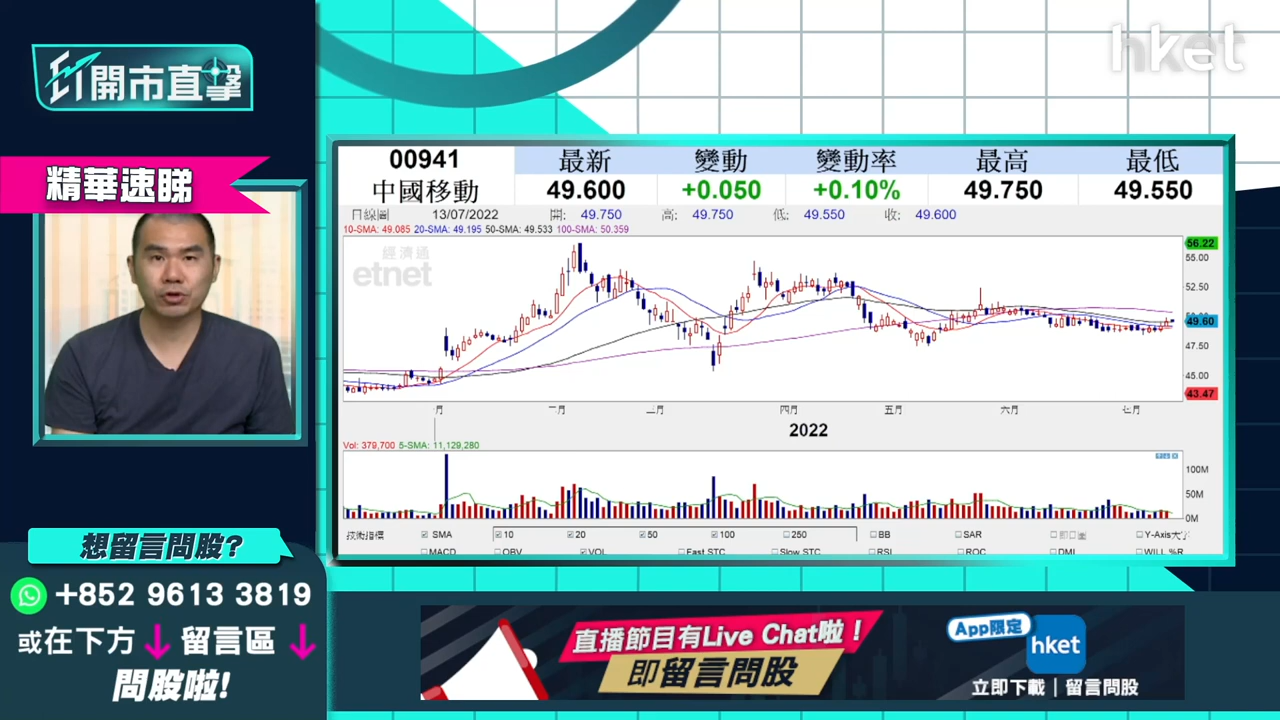 hket
ET開市直擊
精華速睇
00941
中國移動
最新
變動
變動率
最高
最低
49.600
+0.050
+0.10%
49.750
49.550
日線圖
13/07/2022
開: 49.750
高: 49.750
低: 49.550
收: 49.600
10-SMA: 49.085 20-SMA: 49.195 50-SMA: 49.533 100-SMA: 50.359
經濟通
etnet
56.22
55.00
52.50
49.60
47.50
45.00
43.47
二月
三月
四月
五月
六月
七月
2022
Vol: 379,700 5-SMA: 11,129,280
100M
50M
0M
技術指標
SMA
10
20
50
100
250
BB
SAR
Y-Axis大字
MACD
OBV
VOL
Fast STC
Slow STC
RSI
ROC
DMI
WILL %R
想留言問股?
+852 9613 3819
或在下方 留言區
問股啦!
直播節目有Live Chat啦!
即留言問股
App限定
hket
立即下載 | 留言問股